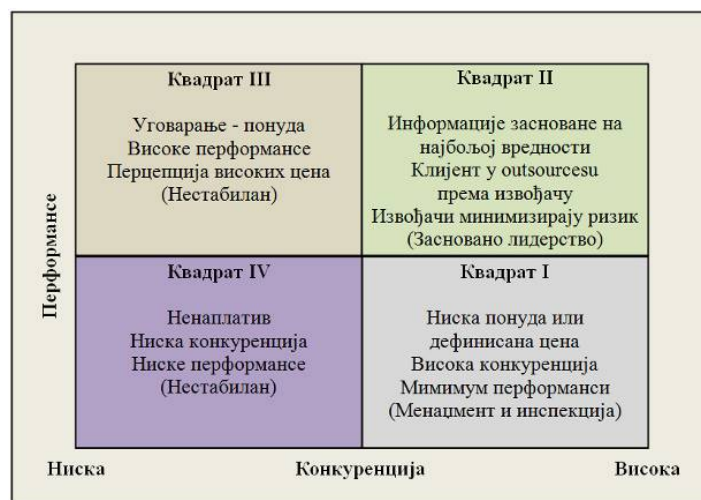 Квадрат III
Уговарање - понуда
Високе перформансе
Перцепција високих цена
(Нестабилан)
Квадрат II
Информације засноване на
најбољој вредности
Клијент у outsourcesu
према извођачу
Извођачи минимизирају ризик
(Засновано лидерство)
Перформансе
Квадрат IV
Ненаплатив
Ниска конкуренција
Ниске перформансе
(Нестабилан)
Квадрат I
Ниска понуда или
дефинисана цена
Висока конкуренција
Мимимум перформанси
(Менаџмент и инспекција)
Ниска
Конкуренција
Висока